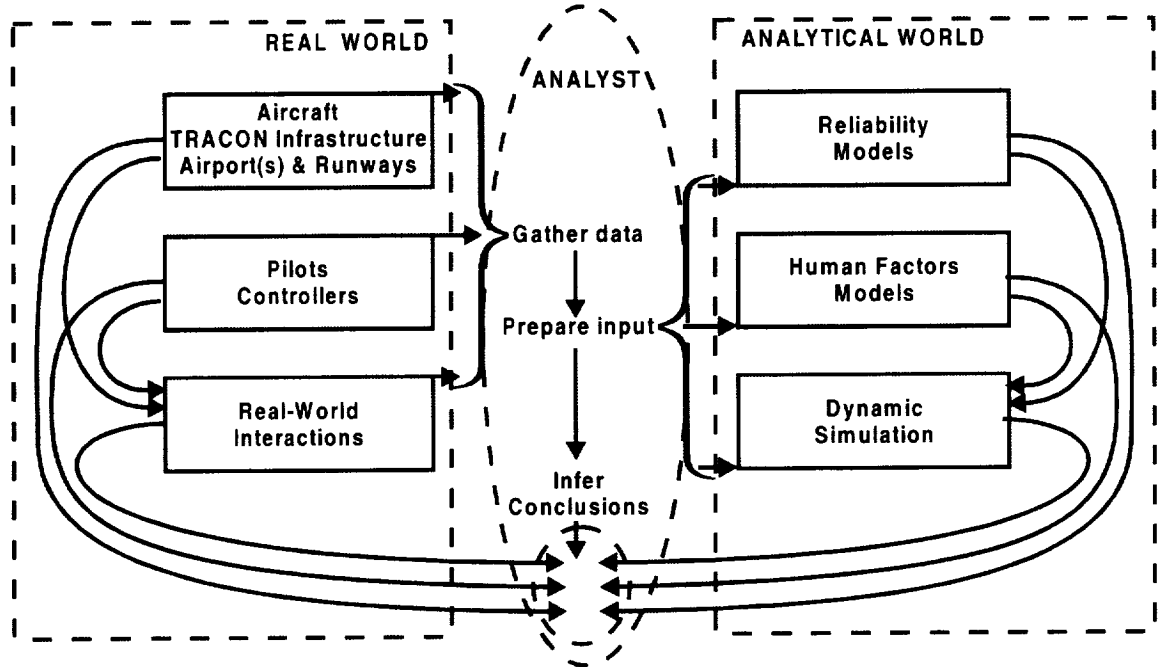 REAL WORLD
Aircraft
TRACON Infrastructure
Airport(s) & Runways
Pilots
Controllers
Real-World
Interactions
ANALYST
Gather data
Prepare input
Infer
Conclusions
ANALYTICAL WORLD
Reliability
Models
Human Factors
Models
Dynamic
Simulation